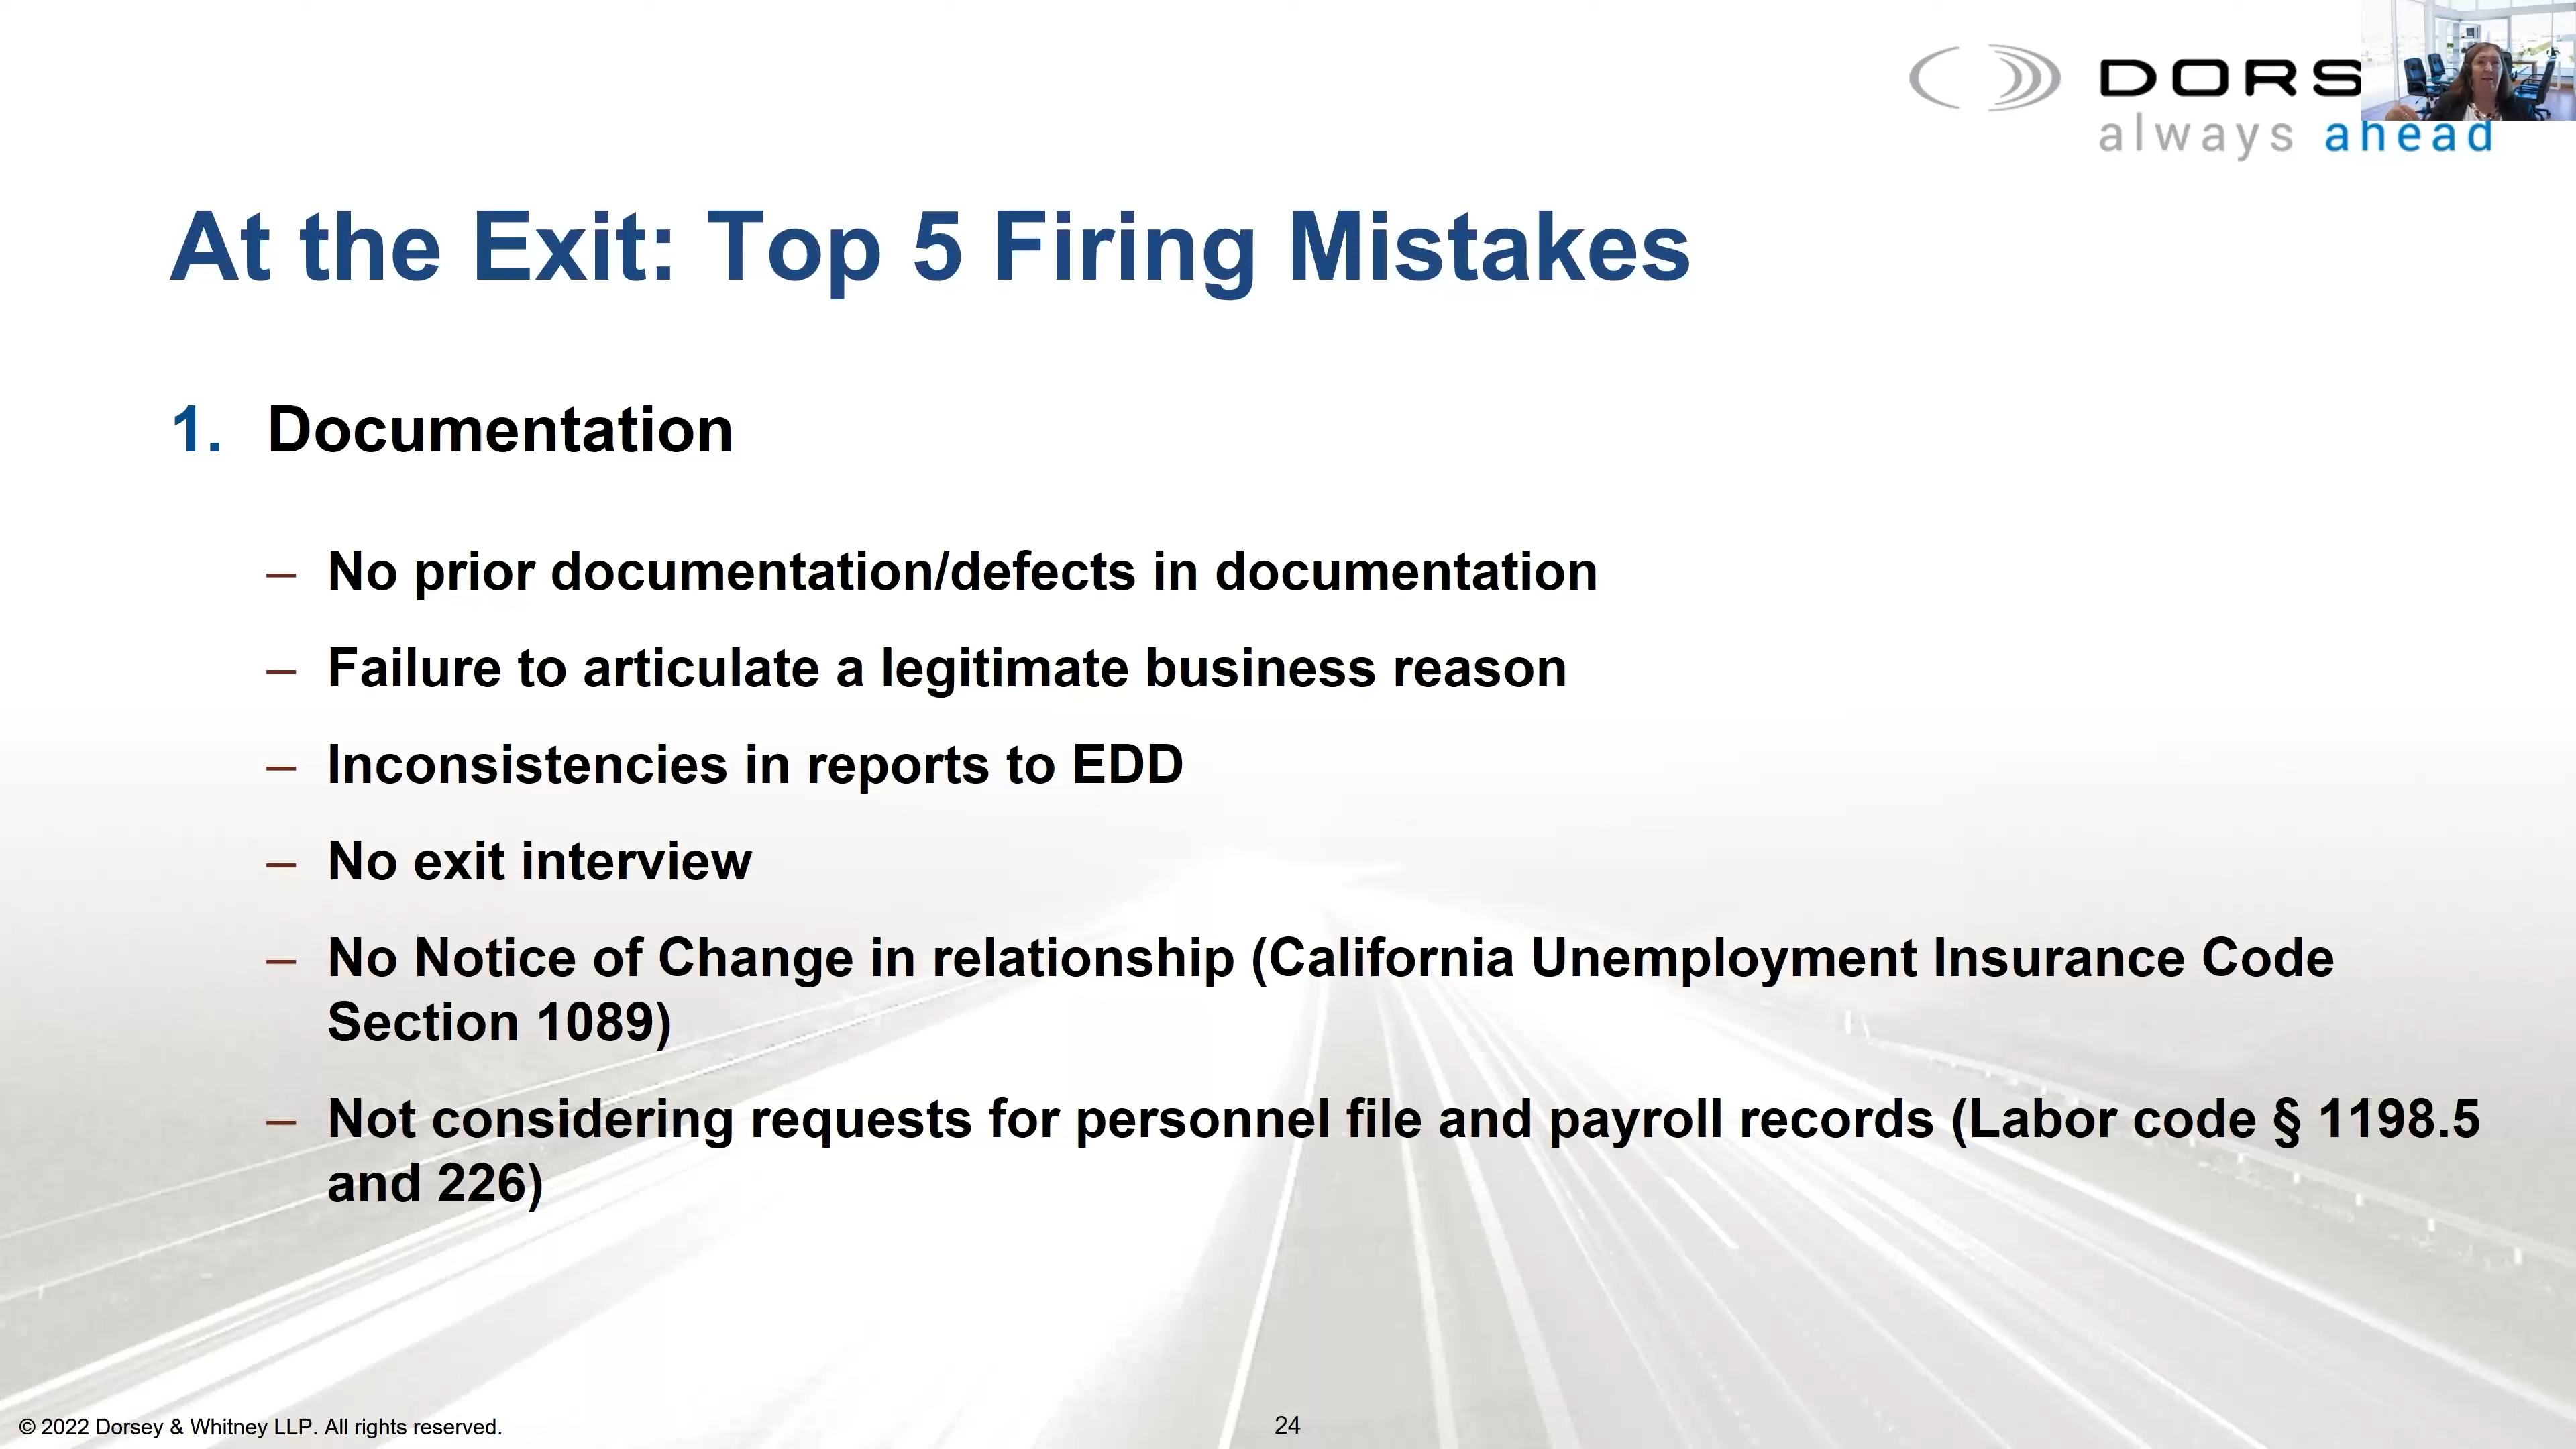 DORS
always ahead
At the Exit: Top 5 Firing Mistakes
1. Documentation
– No prior documentation/defects in documentation
– Failure to articulate a legitimate business reason
– Inconsistencies in reports to EDD
– No exit interview
– No Notice of Change in relationship (California Unemployment Insurance Code
Section 1089)
– Not considering requests for personnel file and payroll records (Labor code § 1198.5
and 226)
© 2022 Dorsey & Whitney LLP. All rights reserved.
24